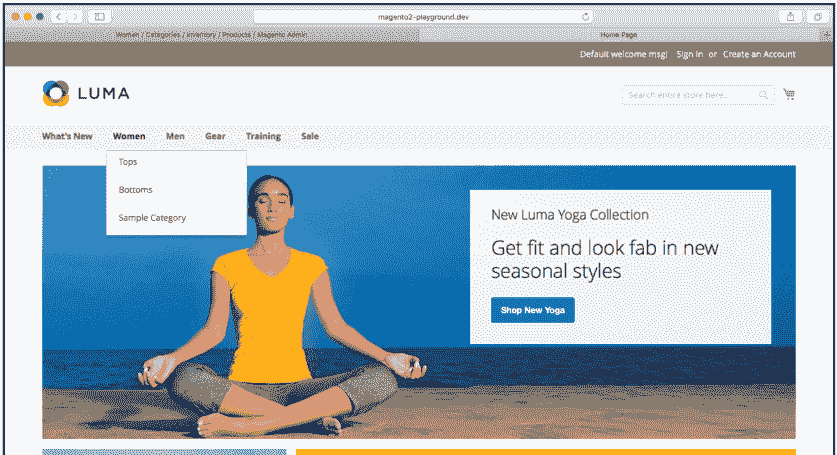 magento2-playground.dev
Women / Categories / Inventory / Products / Magento Admin
Home Page
Default welcome msg! Sign In or Create an Account
LUMA
Search entire store here...
What's New Women Men Gear Training Sale
Tops
Bottoms
Sample Category
New Luma Yoga Collection
Get fit and look fab in new
seasonal styles
Shop New Yoga